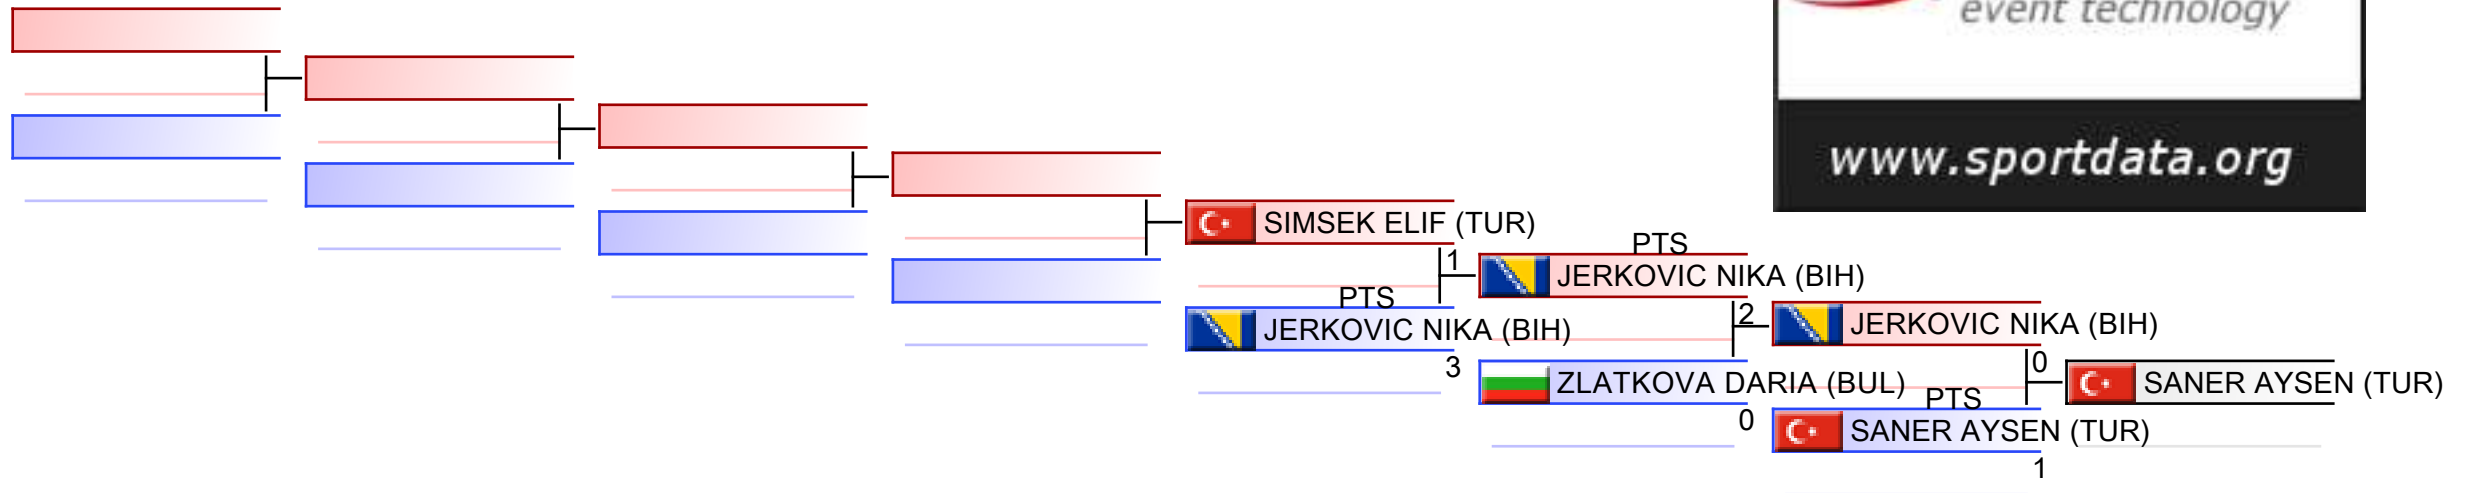 event technology
www.sportdata.org
SIMSEK ELIF (TUR)
1
PTS
JERKOVIC NIKA (BIH)
3
PTS
JERKOVIC NIKA (BIH)
2
ZLATKOVA DARIA (BUL)
0
JERKOVIC NIKA (BIH)
0
PTS
SANER AYSEN (TUR)
1
SANER AYSEN (TUR)